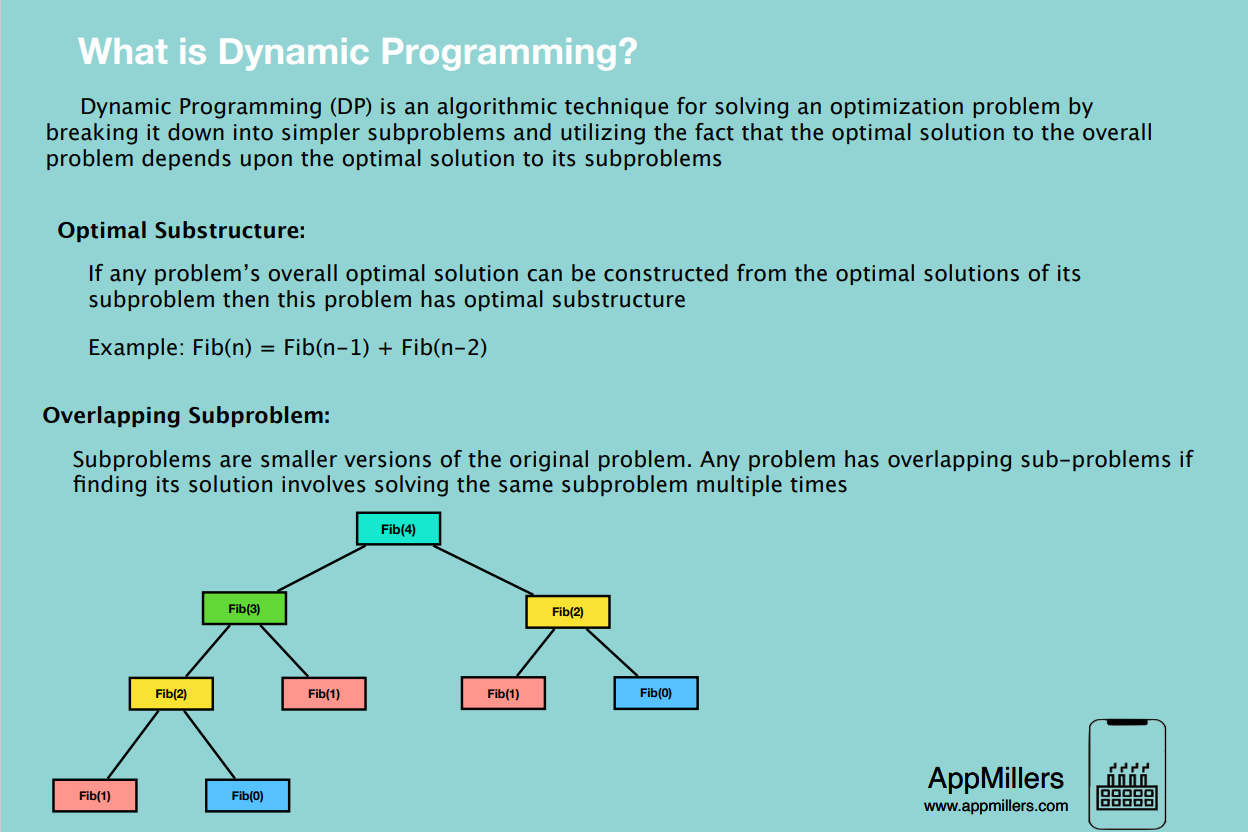 What is Dynamic Programming?
Dynamic Programming (DP) is an algorithmic technique for solving an optimization problem by
breaking it down into simpler subproblems and utilizing the fact that the optimal solution to the overall
problem depends upon the optimal solution to its subproblems
Optimal Substructure:
If any problem’s overall optimal solution can be constructed from the optimal solutions of its
subproblem then this problem has optimal substructure
Example: Fib(n) = Fib(n-1) + Fib(n-2)
Overlapping Subproblem:
Subproblems are smaller versions of the original problem. Any problem has overlapping sub-problems if
finding its solution involves solving the same subproblem multiple times
Fib(4)
Fib(3)
Fib(2)
Fib(2)
Fib(1)
Fib(1)
Fib(0)
Fib(1)
Fib(0)
AppMillers
www.appmillers.com